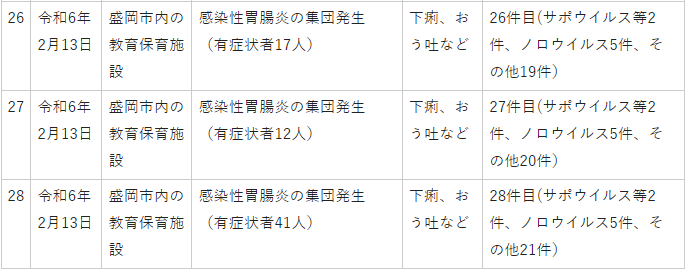 26
令和6年
2月13日
盛岡市内の
教育保育施
設
感染性胃腸炎の集団発生
（有症状者17人）
下痢、お
う吐など
26件目(サポウイルス等2
件、ノロウイルス5件、そ
の他19件）
27
令和6年
2月13日
盛岡市内の
教育保育施
設
感染性胃腸炎の集団発生
（有症状者12人）
下痢、お
う吐など
27件目(サポウイルス等2
件、ノロウイルス5件、そ
の他20件）
28
令和6年
2月13日
盛岡市内の
教育保育施
設
感染性胃腸炎の集団発生
（有症状者41人）
下痢、お
う吐など
28件目(サポウイルス等2
件、ノロウイルス5件、そ
の他21件）